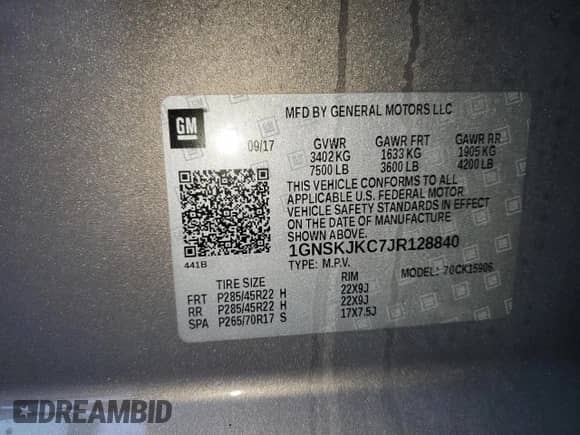 GM
MFD BY GENERAL MOTORS LLC
09/17 GVWR GAWR FRT GAWR RR
3402 KG 1633 KG 1905 KG
7500 LB 3600 LB 4200 LB
THIS VEHICLE CONFORMS TO ALL
APPLICABLE U.S. FEDERAL MOTOR
VEHICLE SAFETY STANDARDS IN EFFECT
ON THE DATE OF MANUFACTURE
SHOWN ABOVE.
1GNSKJKC7JR128840
441B TYPE: M.P.V. MODEL: 70CK15906
TIRE SIZE RIM
FRT P285/45R22 H 22X9J
RR P285/45R22 H 22X9J
SPA P265/70R17 S 17X7.5J
DREAMBID